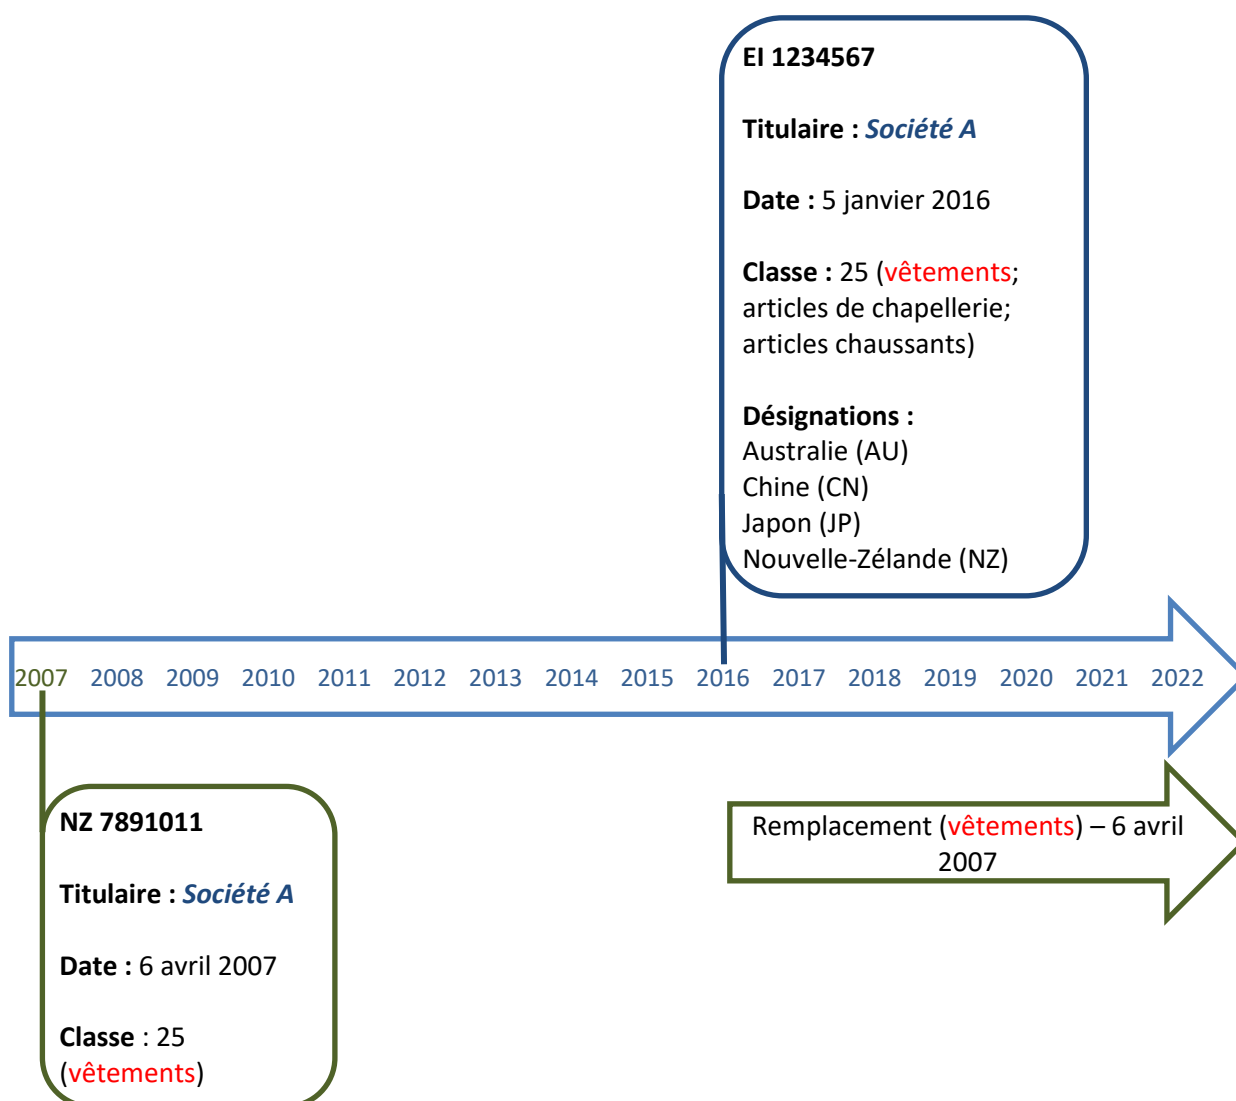 EI 1234567
Titulaire : Société A
Date : 5 janvier 2016
Classe : 25 (vêtements;
articles de chapellerie;
articles chaussants)
Désignations :
Australie (AU)
Chine (CN)
Japon (JP)
Nouvelle-Zélande (NZ)
2007 2008 2009 2010 2011 2012 2013 2014 2015 2016 2017 2018 2019 2020 2021 2022
Remplacement (vêtements) – 6 avril
2007
NZ 7891011
Titulaire : Société A
Date : 6 avril 2007
Classe : 25
(vêtements)